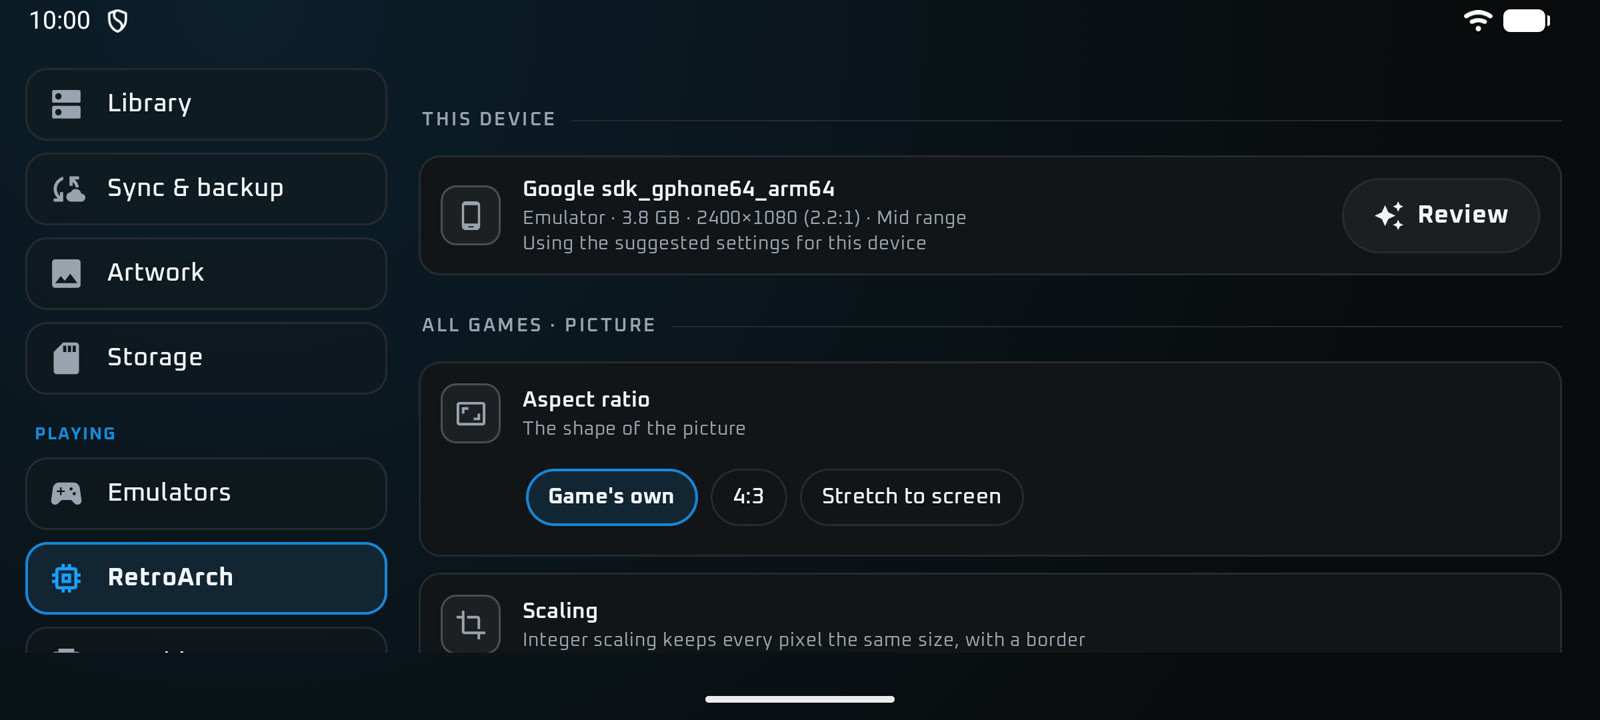 10:00
Library
Sync & backup
Artwork
Storage
PLAYING
Emulators
RetroArch
THIS DEVICE
Google sdk_gphone64_arm64
Emulator · 3.8 GB · 2400×1080 (2.2:1) · Mid range
Using the suggested settings for this device
Review
ALL GAMES · PICTURE
Aspect ratio
The shape of the picture
Game's own
4:3
Stretch to screen
Scaling
Integer scaling keeps every pixel the same size, with a border